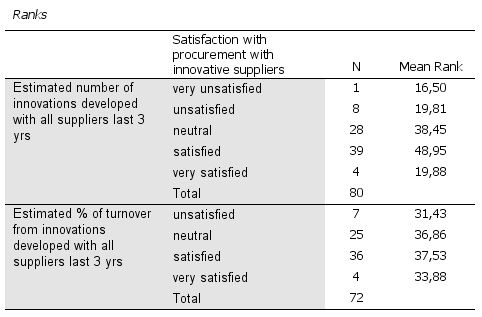 Ranks
Satisfaction with
procurement with
innovative suppliers N Mean Rank
Estimated number of very unsatisfied 1 16,50
innovations developed unsatisfied 8 19,81
with all suppliers last 3 neutral 28 38,45
yrs satisfied 39 48,95
very satisfied 4 19,88
Total 80
Estimated % of turnover unsatisfied 7 31,43
from innovations neutral 25 36,86
developed with all satisfied 36 37,53
suppliers last 3 yrs very satisfied 4 33,88
Total 72